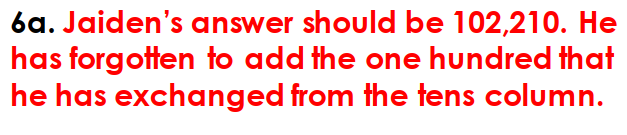 6a. Jaiden’s answer should be 102,210. He
has forgotten to add the one hundred that
he has exchanged from the tens column.